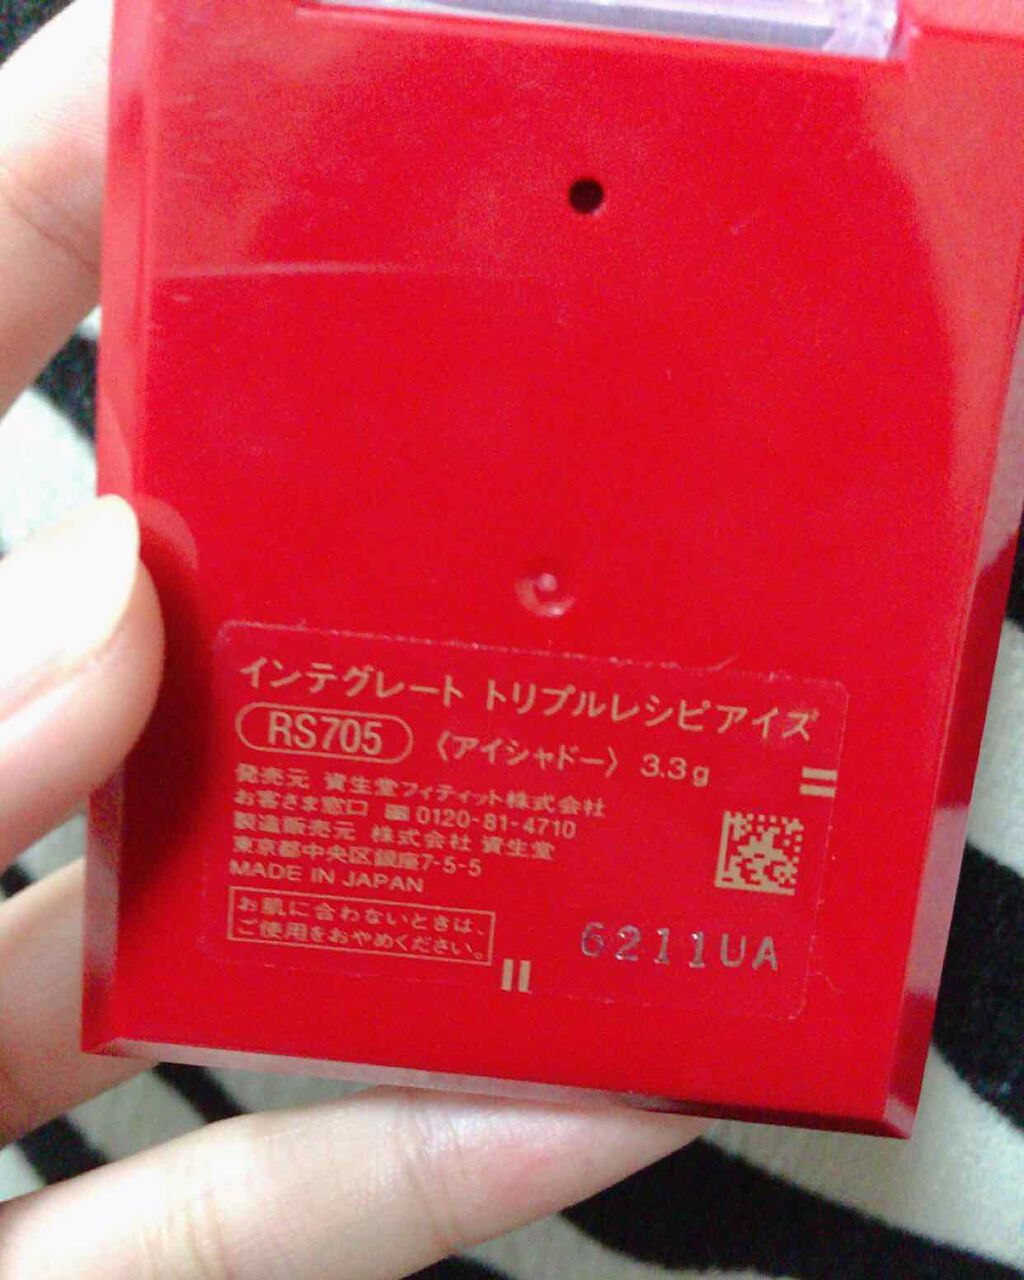 インテグレート トリプルレシピアイズ
RS705 〈アイシャドー〉 3.3g
発売元 資生堂フィティット株式会社
お客さま窓口 0120-81-4710
製造販売元 株式会社 資生堂
東京都中央区銀座7-5-5
MADE IN JAPAN
お肌に合わないときは、
ご使用をおやめください。
6211UA